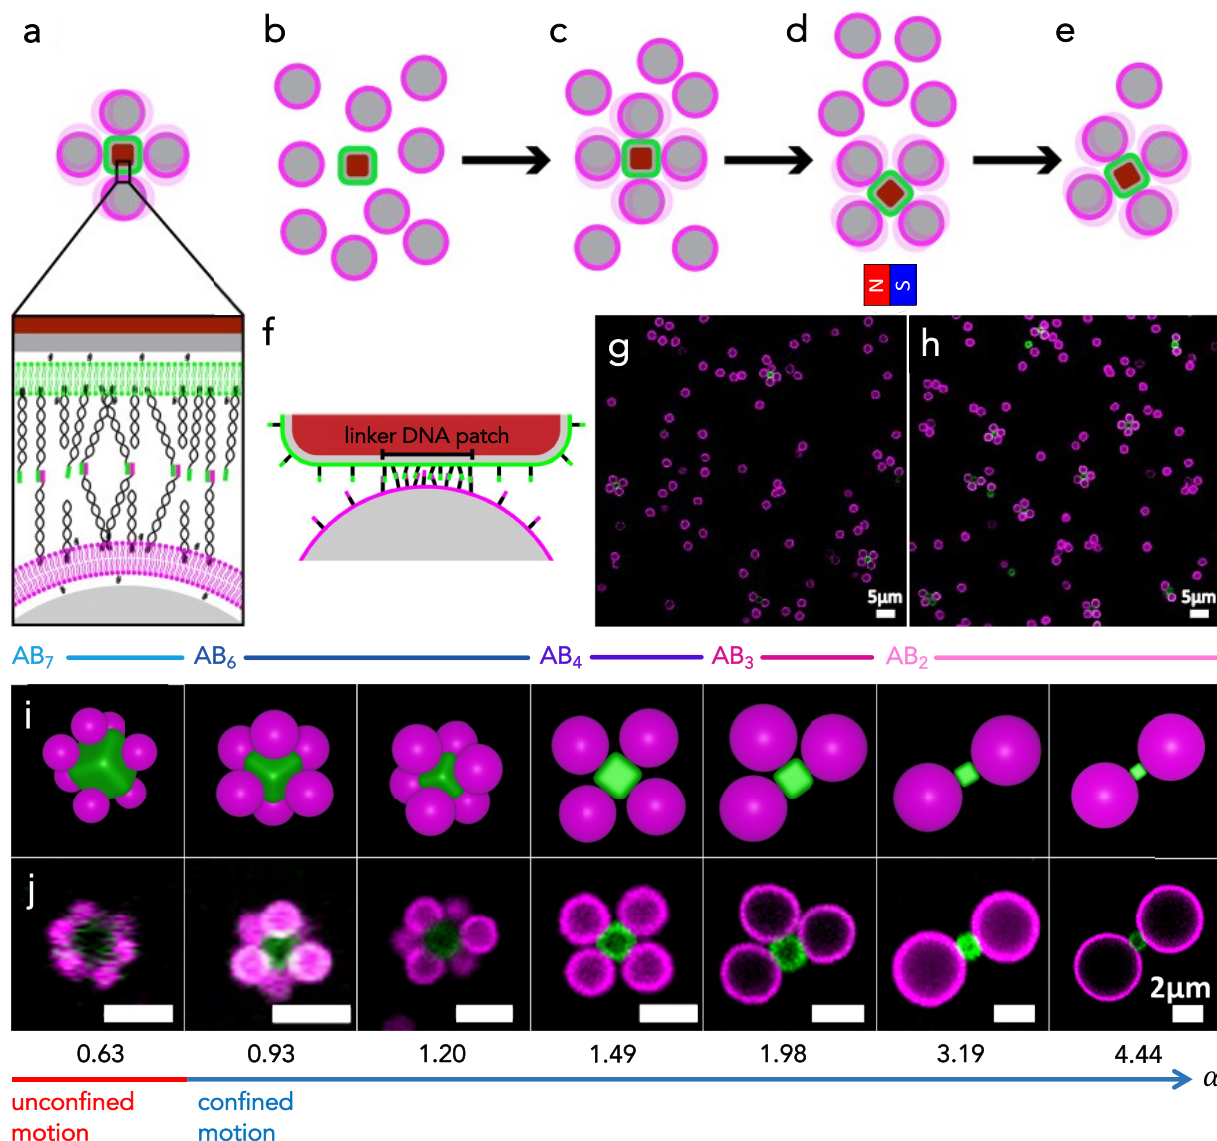 a
b
c
d
e
N S
f
linker DNA patch
g
5μm
h
5μm
AB₇
AB₆
AB₄
AB₃
AB₂
i
j
2μm
0.63
0.93
1.20
1.49
1.98
3.19
4.44
α
unconfined
motion
confined
motion